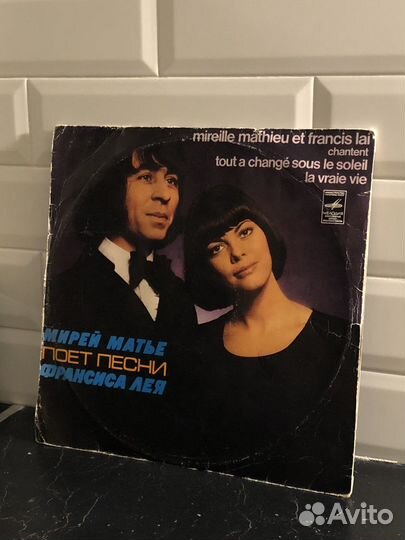 mireille mathieu et francis lai
chantent
tout a changé sous le soleil
la vraie vie
МЕЛОДИЯ
МИРЕЙ МАТЬЕ
ПОЕТ ПЕСНИ
ФРАНСИСА ЛЕЯ
Avito